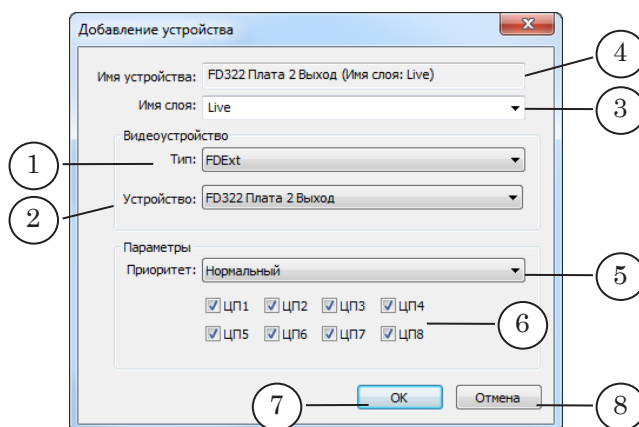 Добавление устройства
4
Имя устройства: FD322 Плата 2 Выход (Имя слоя: Live)
Имя слоя: Live
3
Видеоустройство
1
Тип: FDExt
2
Устройство: FD322 Плата 2 Выход
Параметры
Приоритет: Нормальный
5
ЦП1 ЦП2 ЦП3 ЦП4
6
ЦП5 ЦП6 ЦП7 ЦП8
7
OK Отмена
8